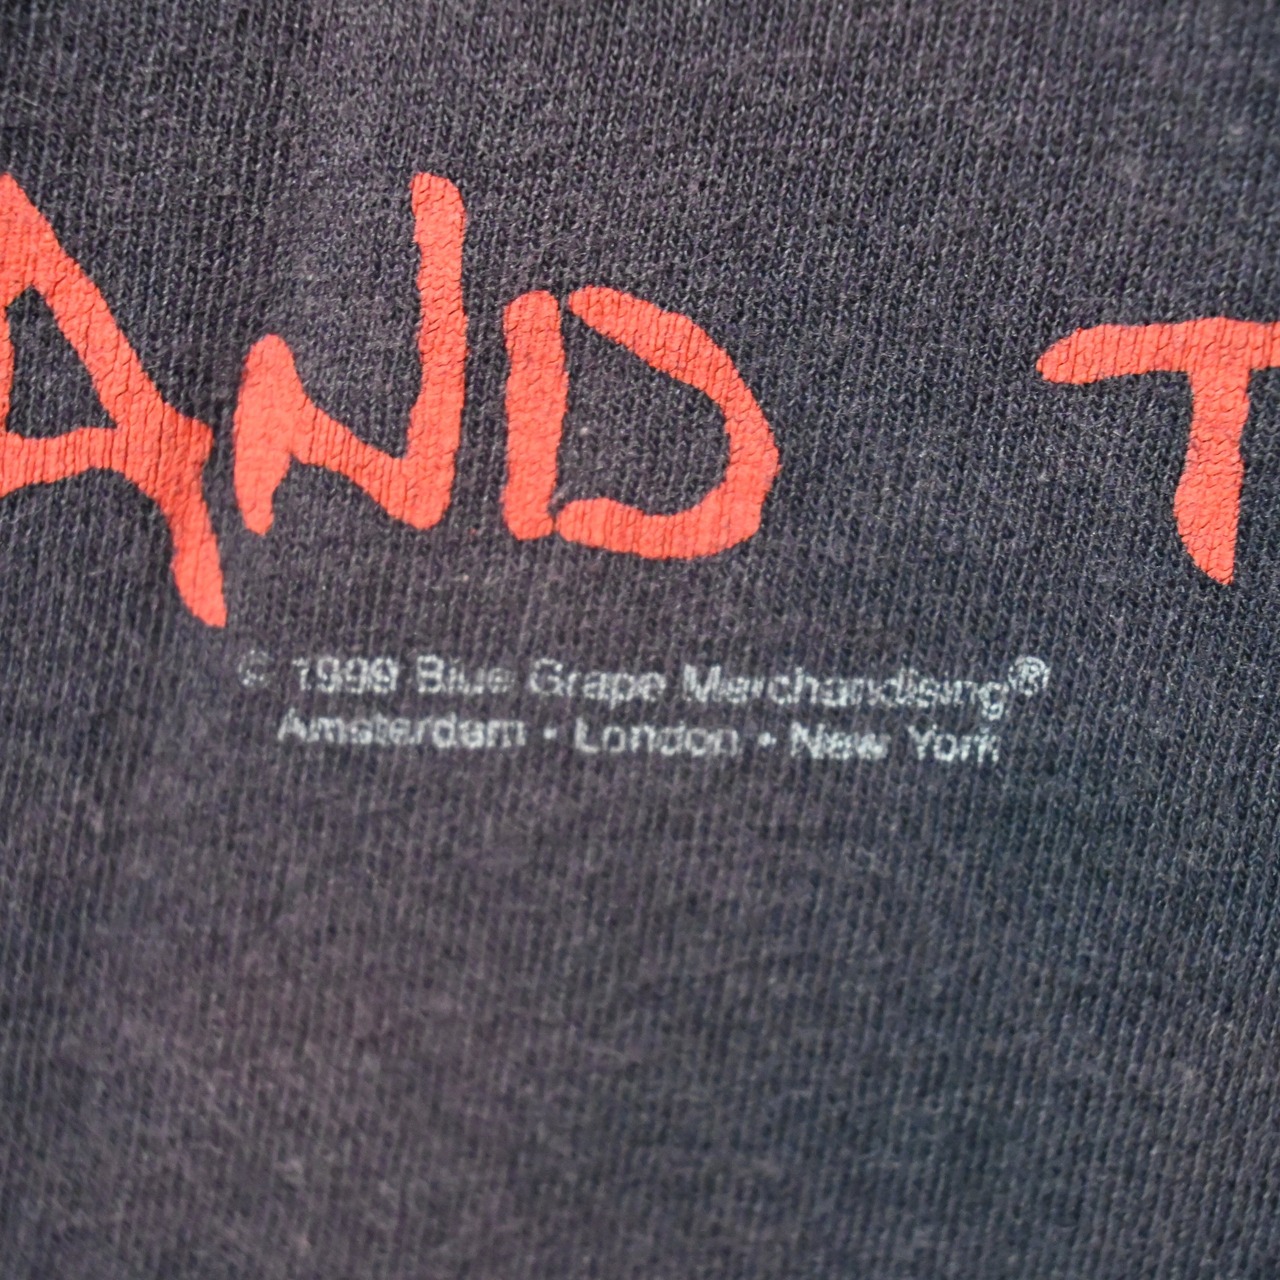 AND T
© 1999 Blue Grape Merchandising®
Amsterdam • London • New York